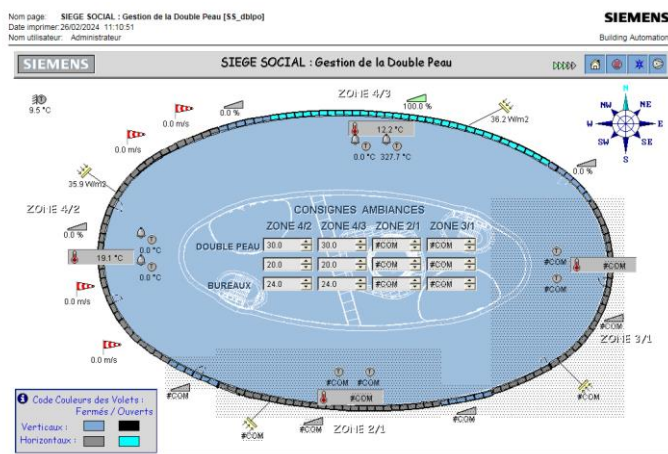 Nom page: SIEGE SOCIAL : Gestion de la Double Peau [SS_dblpo]
Date imprimer: 26/02/2024 11:10:51
Nom utilisateur: Administrateur
SIEMENS
Building Automation
SIEMENS
SIEGE SOCIAL : Gestion de la Double Peau
ZONE 4/3
9.5 °C
0.0 m/s
0.0 %
100.0 %
36.2 W/m2
12.2 °C
0.0 °C
327.7 °C
N
NW
NE
W
E
SW
SE
S
0.0 m/s
35.9 W/m2
0.0 %
ZONE 4/2
0.0 %
19.1 °C
0.0 °C
0.0 °C
CONSIGNES AMBIANCES
ZONE 4/2 ZONE 4/3 ZONE 2/1 ZONE 3/1
DOUBLE PEAU 30.0 30.0 #COM #COM
20.0 20.0 #COM #COM
BUREAUX 24.0 24.0 #COM #COM
#COM
#COM
#COM
0.0 m/s
#COM
ZONE 3/1
0.0 m/s
#COM
#COM #COM
#COM
#COM
#COM
#COM
#COM
ZONE 2/1
#COM
#COM
Code Couleurs des Volets :
Fermés / Ouverts
Verticaux :
Horizontaux :